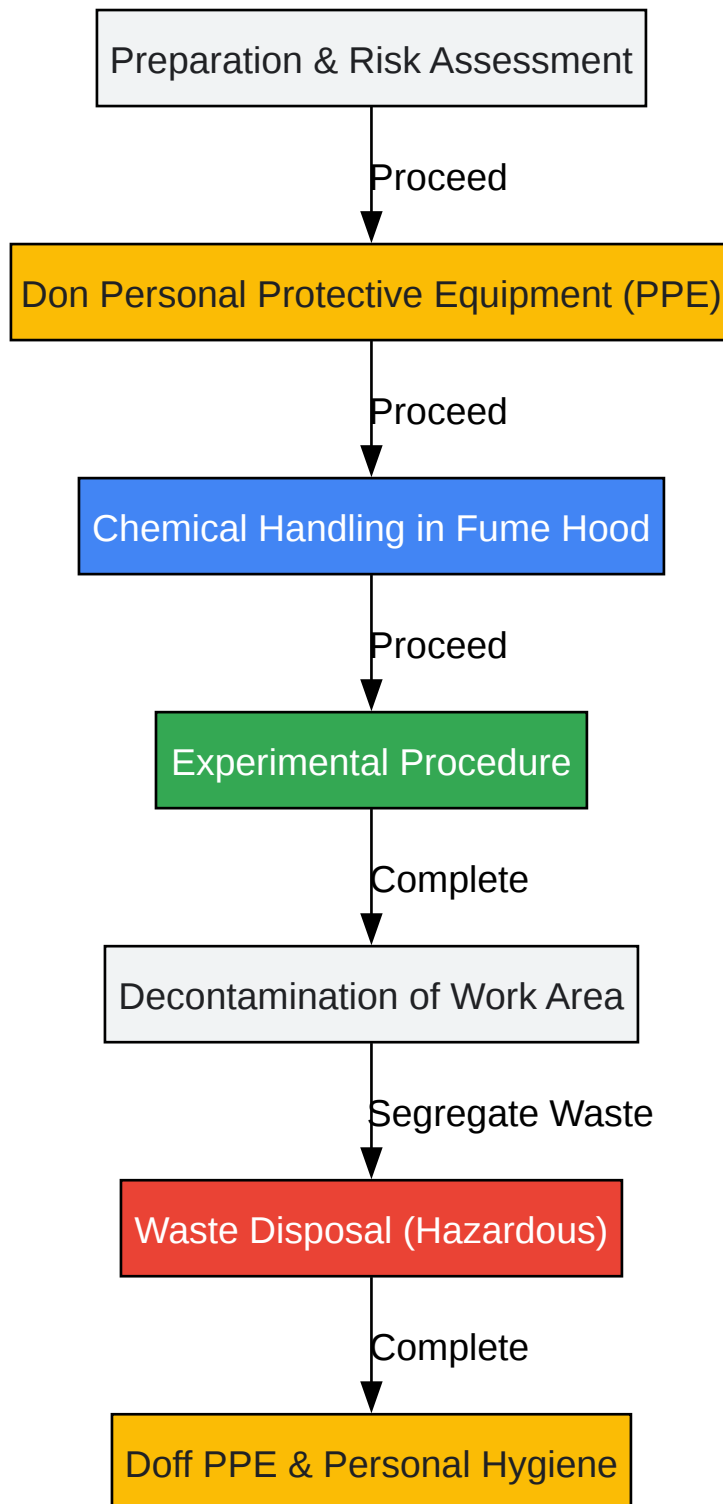 Preparation & Risk Assessment
Proceed
Don Personal Protective Equipment (PPE)
Proceed
Chemical Handling in Fume Hood
Proceed
Experimental Procedure
Complete
Decontamination of Work Area
Segregate Waste
Waste Disposal (Hazardous)
Complete
Doff PPE & Personal Hygiene